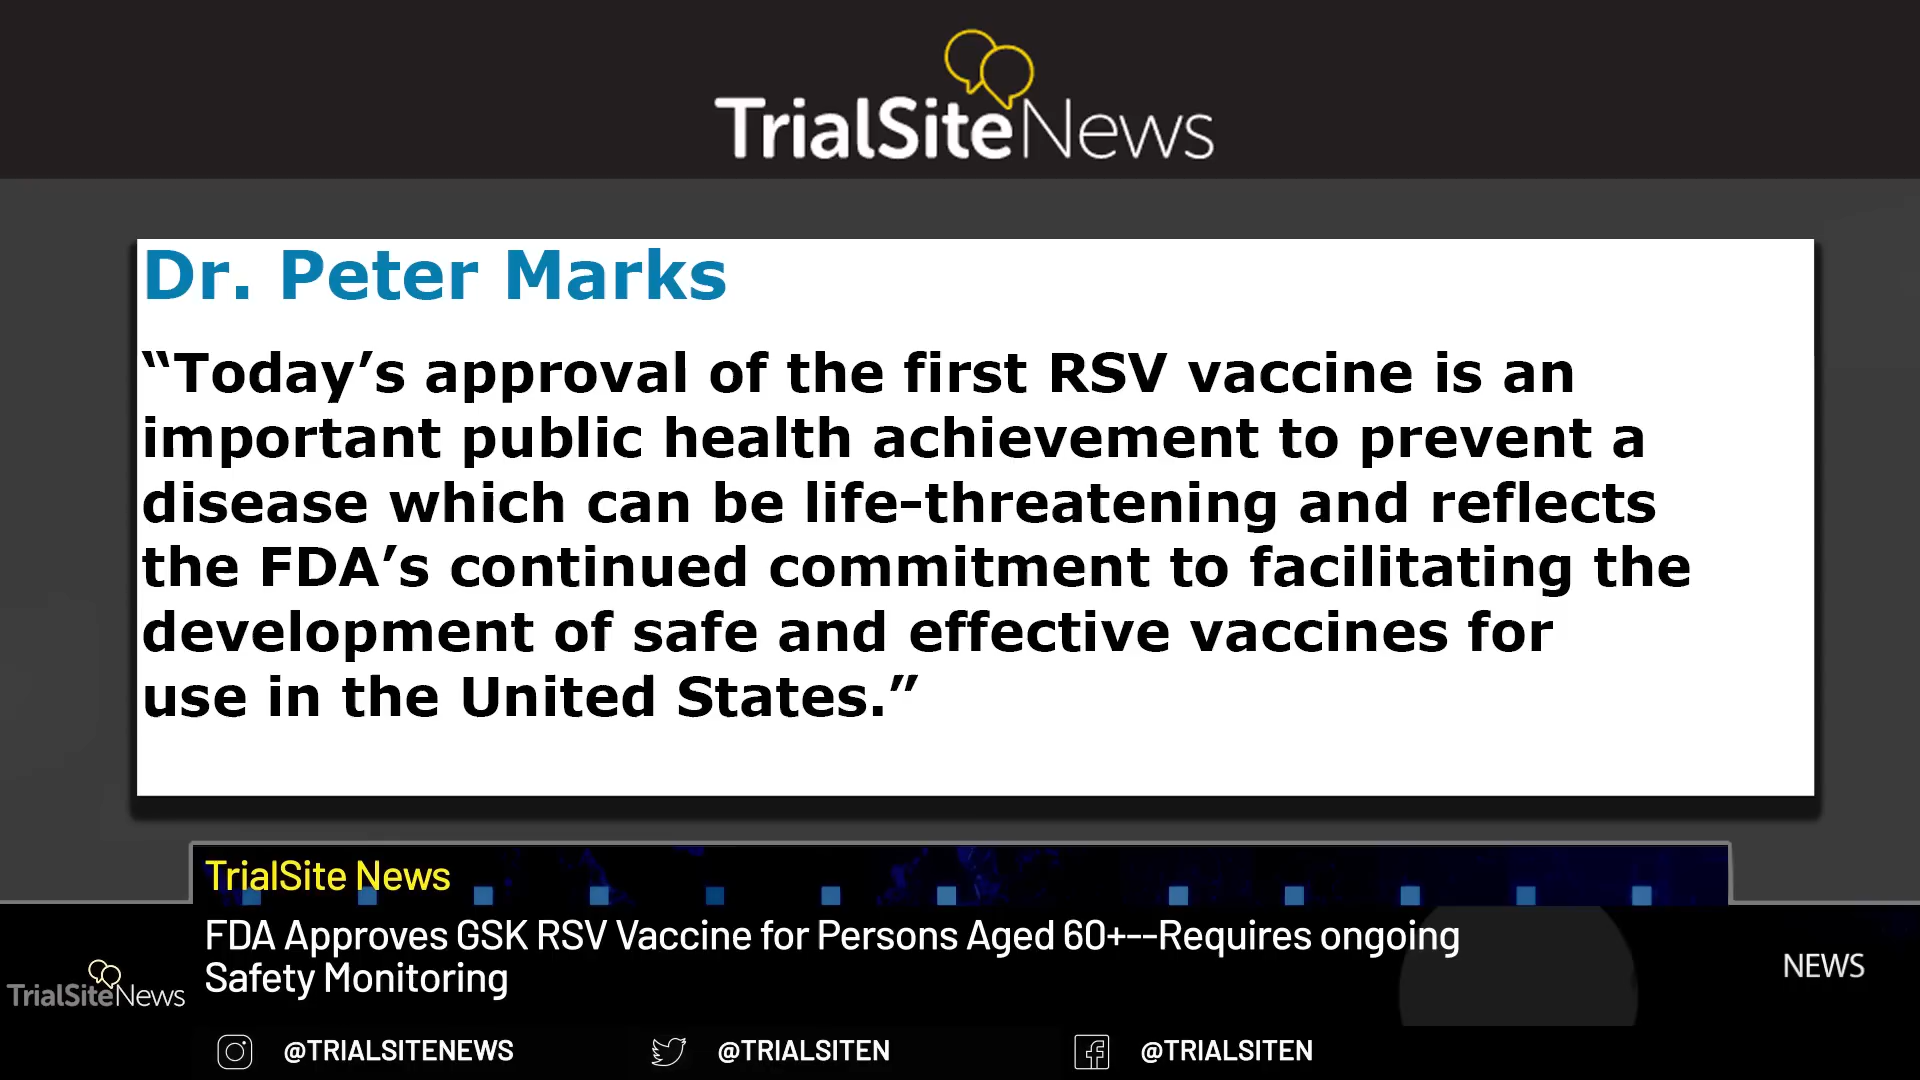 TrialSiteNews
Dr. Peter Marks
“Today’s approval of the first RSV vaccine is an
important public health achievement to prevent a
disease which can be life-threatening and reflects
the FDA’s continued commitment to facilitating the
development of safe and effective vaccines for
use in the United States.”
TrialSite News
FDA Approves GSK RSV Vaccine for Persons Aged 60+--Requires ongoing
Safety Monitoring
TrialSiteNews
NEWS
@TRIALSITENEWS
@TRIALSITEN
@TRIALSITEN